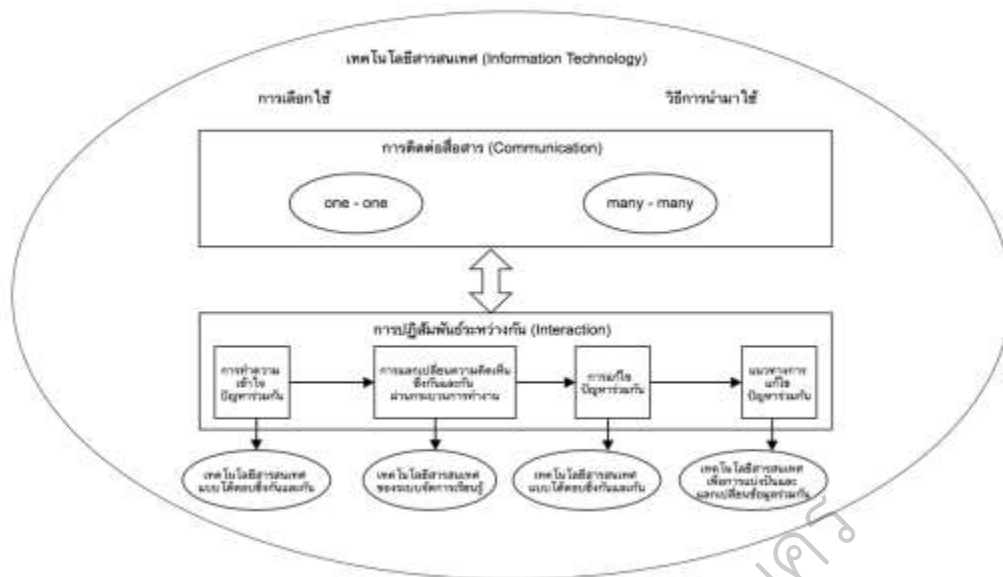 เทคโนโลยีสารสนเทศ (Information Technology)
การเลือกใช้
วิธีการนำมาใช้
การติดต่อสื่อสาร (Communication)
one - one
many - many
การปฏิสัมพันธ์ระหว่างกัน (Interaction)
การทำความ
เข้าใจ
ปัญหาร่วมกัน
การแลกเปลี่ยนความคิดเห็น
ซึ่งกันและกัน
ผ่านกระบวนการทำงาน
การแก้ไข
ปัญหาร่วมกัน
แนวทางการ
แก้ไข
ปัญหาร่วมกัน
เทคโนโลยีสารสนเทศ
แบบโต้ตอบซึ่งกันและกัน
เทคโนโลยีสารสนเทศ
ของระบบจัดการเรียนรู้
เทคโนโลยีสารสนเทศ
แบบโต้ตอบซึ่งกันและกัน
เทคโนโลยีสารสนเทศ
เพื่อการแบ่งปันและ
แลกเปลี่ยนข้อมูลร่วมกัน